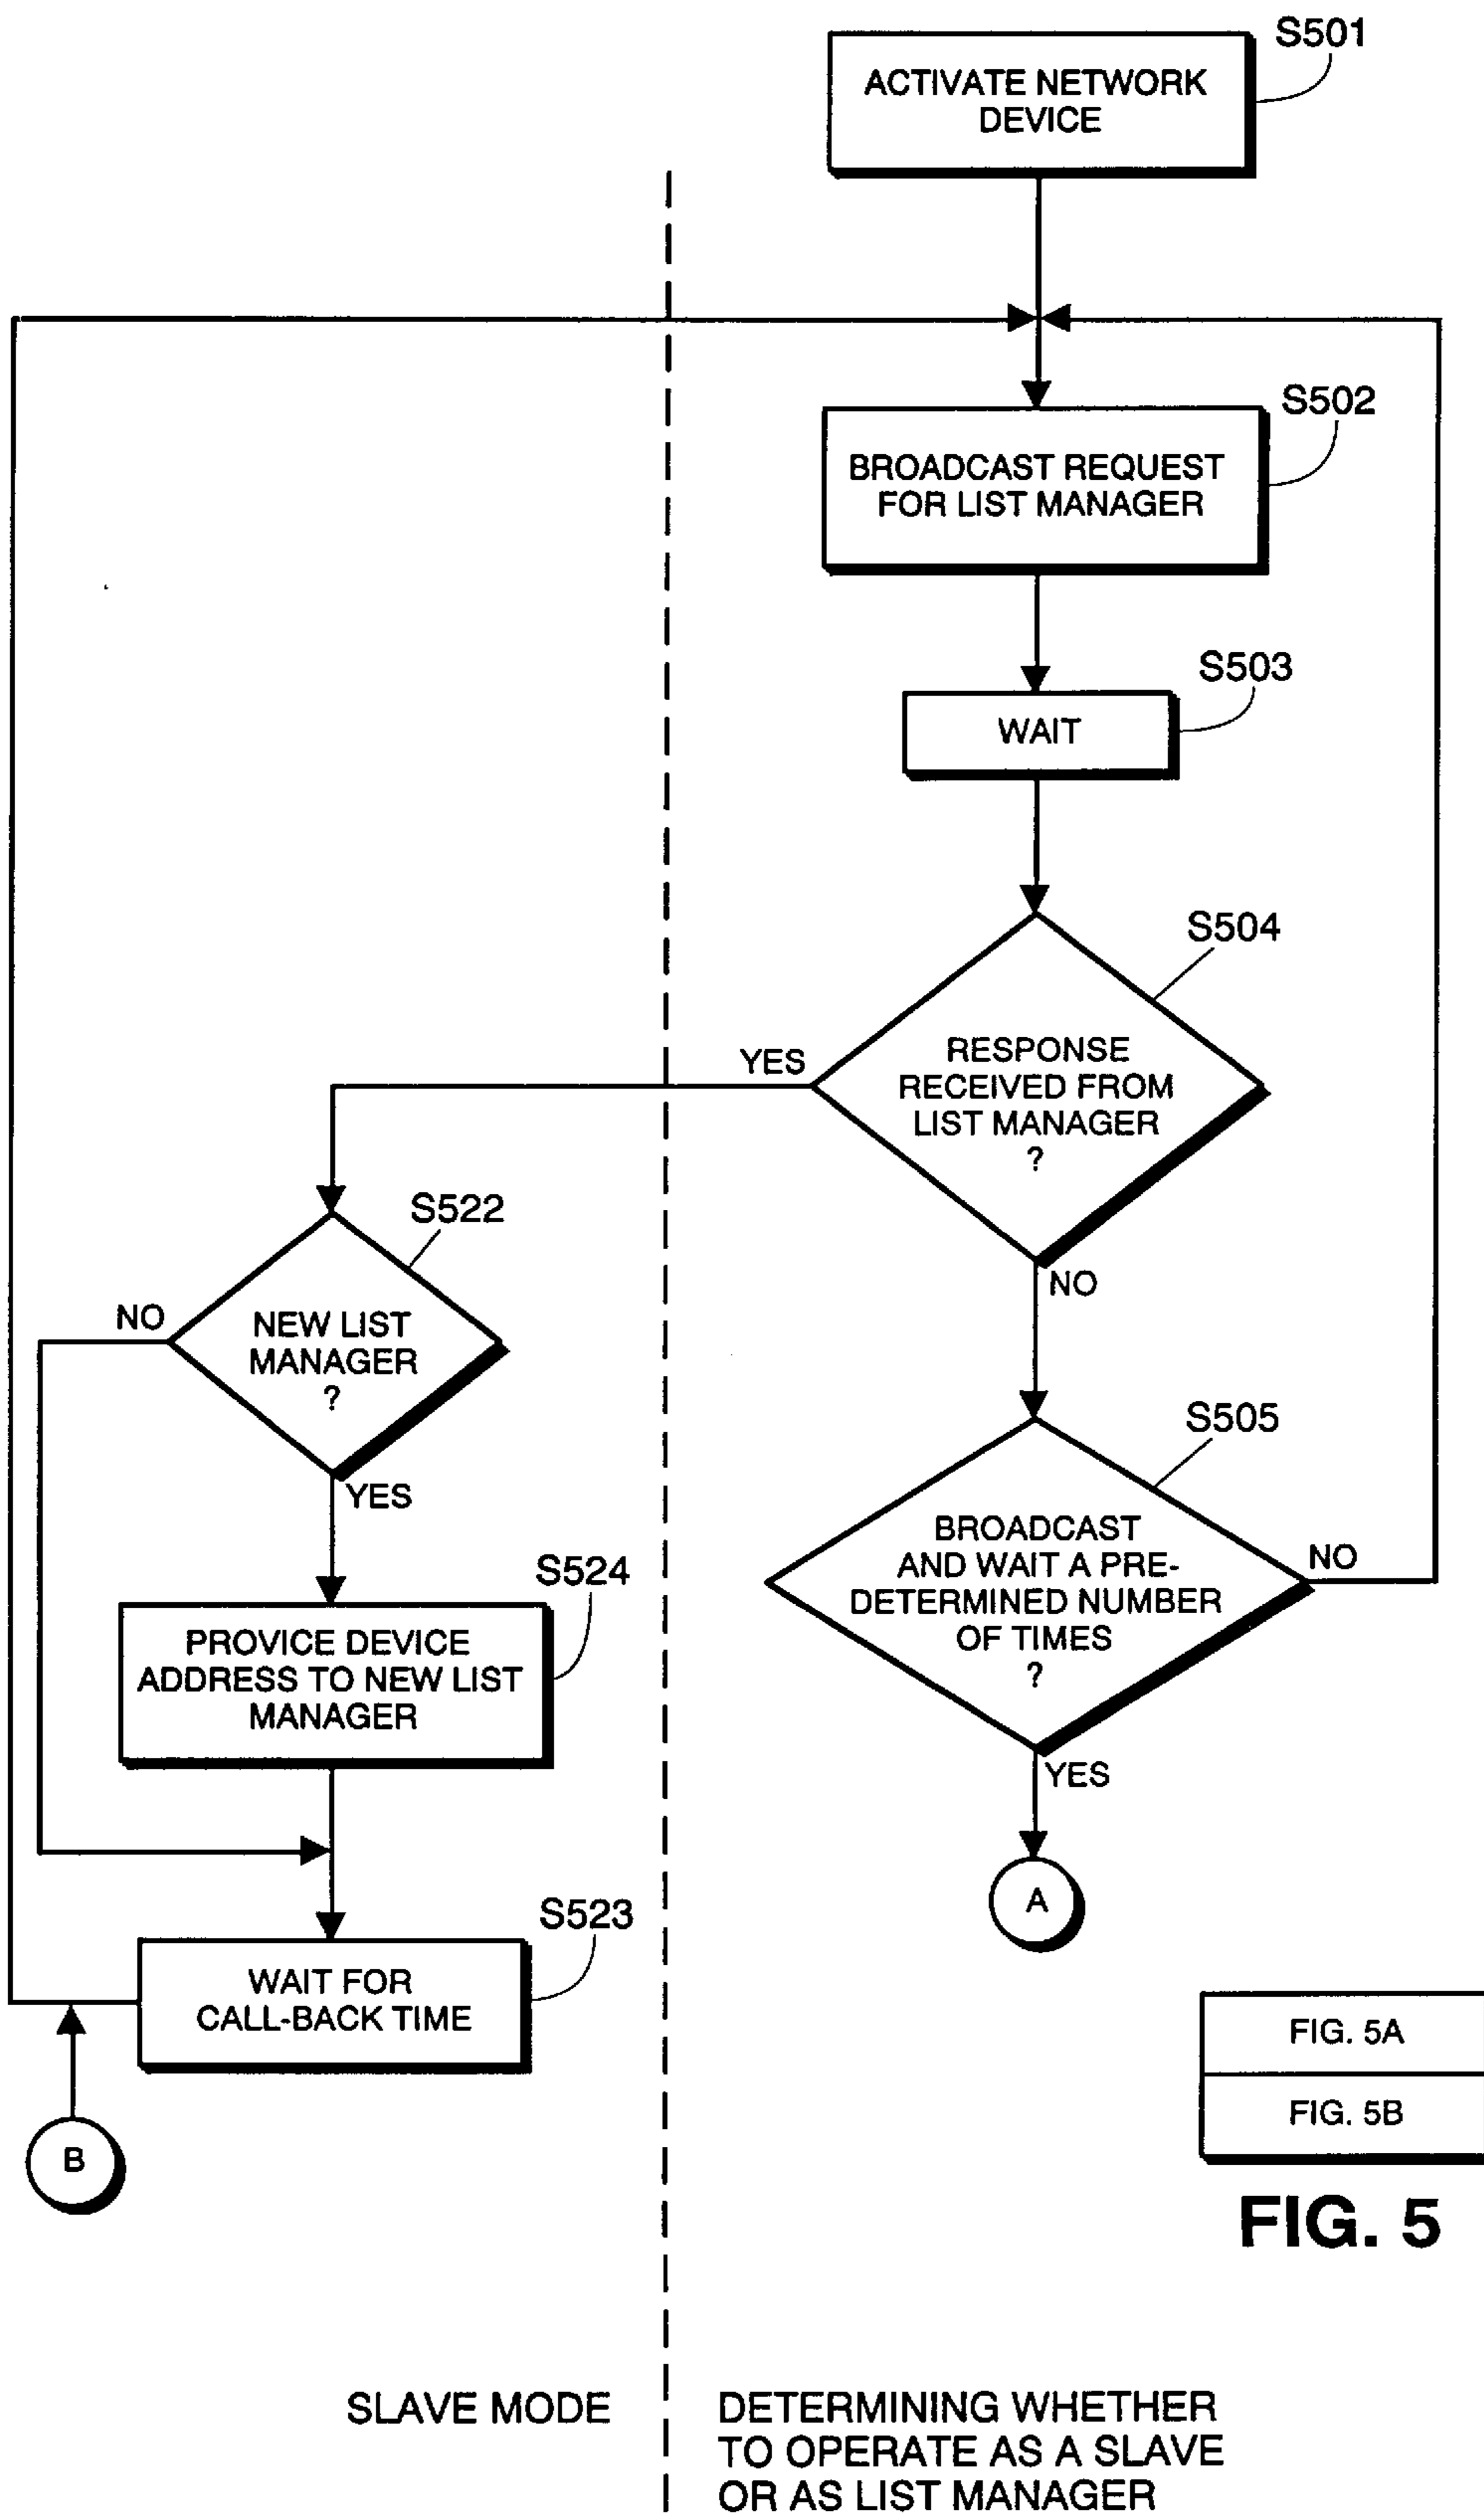 S501
ACTIVATE NETWORK
DEVICE
S502
BROADCAST REQUEST
FOR LIST MANAGER
S503
WAIT
S504
RESPONSE
RECEIVED FROM
LIST MANAGER
?
YES
NO
S522
NEW LIST
MANAGER
?
NO
YES
S505
BROADCAST
AND WAIT A PRE-
DETERMINED NUMBER
OF TIMES
?
NO
YES
S524
PROVICE DEVICE
ADDRESS TO NEW LIST
MANAGER
A
S523
WAIT FOR
CALL-BACK TIME
B
FIG. 5A
FIG. 5B
FIG. 5
SLAVE MODE
DETERMINING WHETHER
TO OPERATE AS A SLAVE
OR AS LIST MANAGER